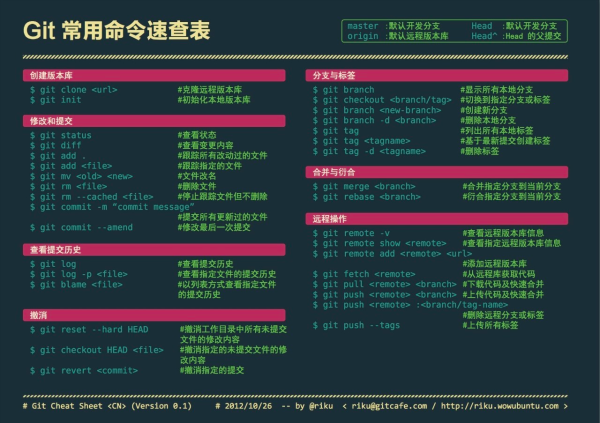 Git 常用命令速查表
master :默认开发分支 Head :默认开发分支
origin :默认远程版本库 Head^ :Head 的父提交
创建版本库
$ git clone <url> #克隆远程版本库
$ git init #初始化本地版本库
修改和提交
$ git status #查看状态
$ git diff #查看变更内容
$ git add . #跟踪所有改动过的文件
$ git add <file> #跟踪指定的文件
$ git mv <old> <new> #文件改名
$ git rm <file> #删除文件
$ git rm --cached <file> #停止跟踪文件但不删除
$ git commit -m “commit message”
#提交所有更新过的文件
$ git commit --amend #修改最后一次提交
查看提交历史
$ git log #查看提交历史
$ git log -p <file> #查看指定文件的提交历史
$ git blame <file> #以列表方式查看指定文件
的提交历史
撤消
$ git reset --hard HEAD #撤消工作目录中所有未提交
文件的修改内容
$ git checkout HEAD <file> #撤消指定的未提交文件的修
改内容
$ git revert <commit> #撤消指定的提交
分支与标签
$ git branch #显示所有本地分支
$ git checkout <branch/tag> #切换到指定分支或标签
$ git branch <new-branch> #创建新分支
$ git branch -d <branch> #删除本地分支
$ git tag #列出所有本地标签
$ git tag <tagname> #基于最新提交创建标签
$ git tag -d <tagname> #删除标签
合并与衍合
$ git merge <branch> #合并指定分支到当前分支
$ git rebase <branch> #衍合指定分支到当前分支
远程操作
$ git remote -v #查看远程版本库信息
$ git remote show <remote> #查看指定远程版本库信息
$ git remote add <remote> <url>
#添加远程版本库
$ git fetch <remote> #从远程库获取代码
$ git pull <remote> <branch> #下载代码及快速合并
$ git push <remote> <branch> #上传代码及快速合并
$ git push <remote> :<branch/tag-name>
#删除远程分支或标签
$ git push --tags #上传所有标签
# Git Cheat Sheet <CN> (Version 0.1) # 2012/10/26 -- by @riku < riku@gitcafe.com / http://riku.wowubuntu.com >